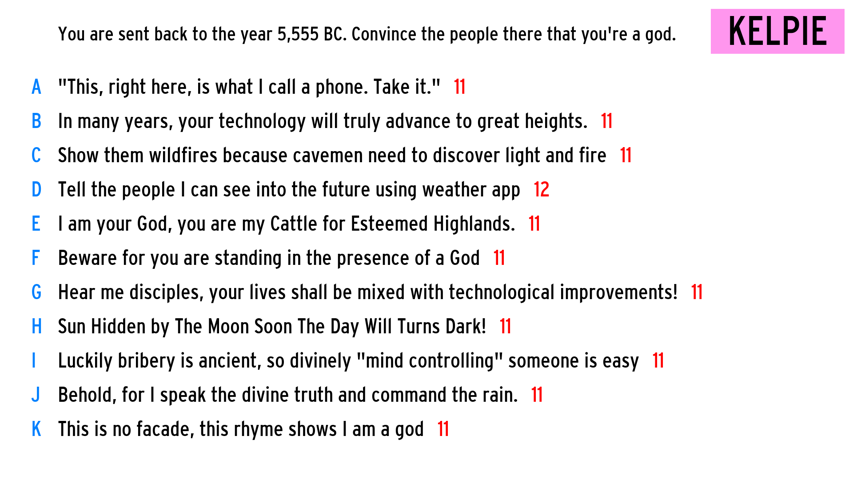 You are sent back to the year 5,555 BC. Convince the people there that you're a god.
KELPIE
A "This, right here, is what I call a phone. Take it." 11
B In many years, your technology will truly advance to great heights. 11
C Show them wildfires because cavemen need to discover light and fire 11
D Tell the people I can see into the future using weather app 12
E I am your God, you are my Cattle for Esteemed Highlands. 11
F Beware for you are standing in the presence of a God 11
G Hear me disciples, your lives shall be mixed with technological improvements! 11
H Sun Hidden by The Moon Soon The Day Will Turns Dark! 11
I Luckily bribery is ancient, so divinely "mind controlling" someone is easy 11
J Behold, for I speak the divine truth and command the rain. 11
K This is no facade, this rhyme shows I am a god 11